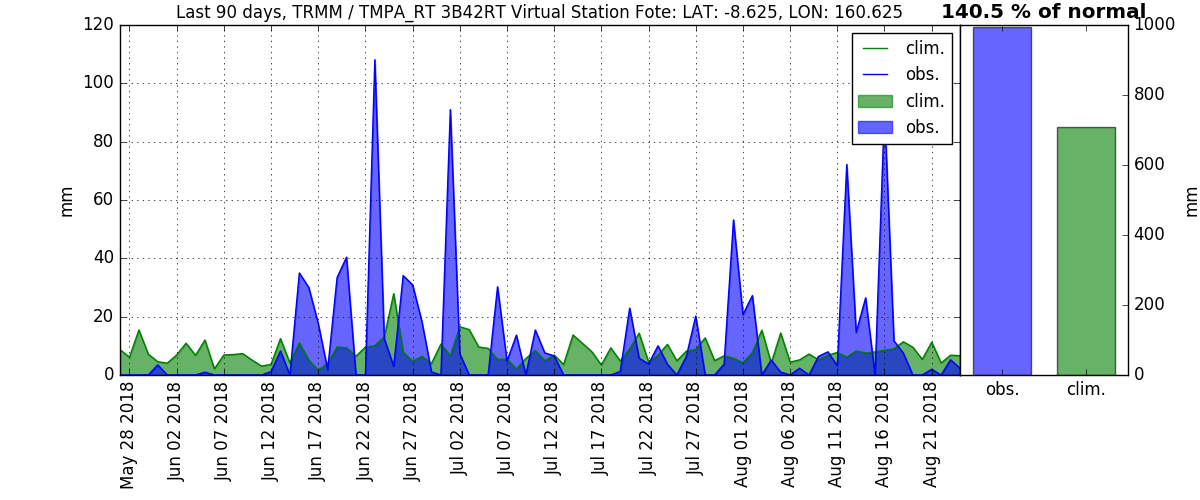 Last 90 days, TRMM / TMPA_RT 3B42RT Virtual Station Fote: LAT: -8.625, LON: 160.625
140.5 % of normal
120
100
80
60
40
20
0
mm
clim.
obs.
clim.
obs.
May 28 2018
Jun 02 2018
Jun 07 2018
Jun 12 2018
Jun 17 2018
Jun 22 2018
Jun 27 2018
Jul 02 2018
Jul 07 2018
Jul 12 2018
Jul 17 2018
Jul 22 2018
Jul 27 2018
Aug 01 2018
Aug 06 2018
Aug 11 2018
Aug 16 2018
Aug 21 2018
1000
800
600
400
200
0
mm
obs.
clim.